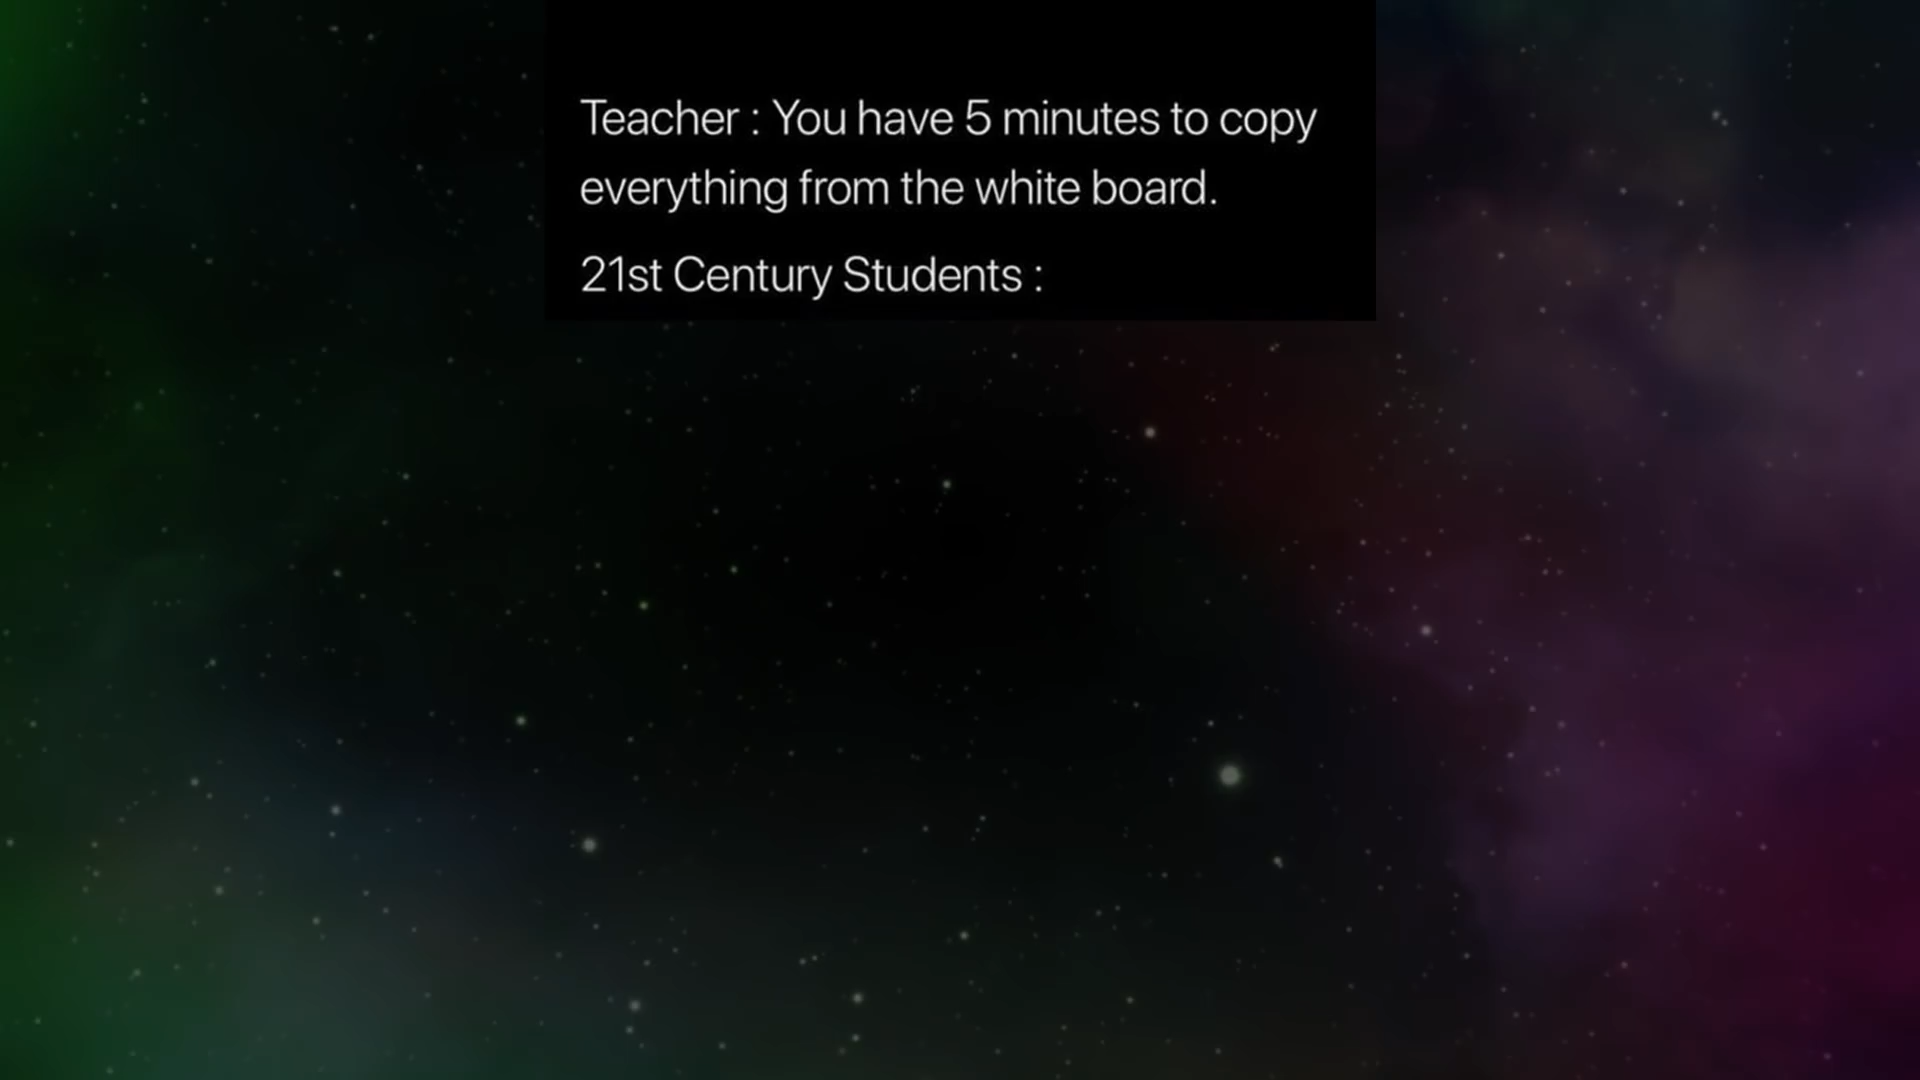 Teacher : You have 5 minutes to copy
everything from the white board.
21st Century Students :